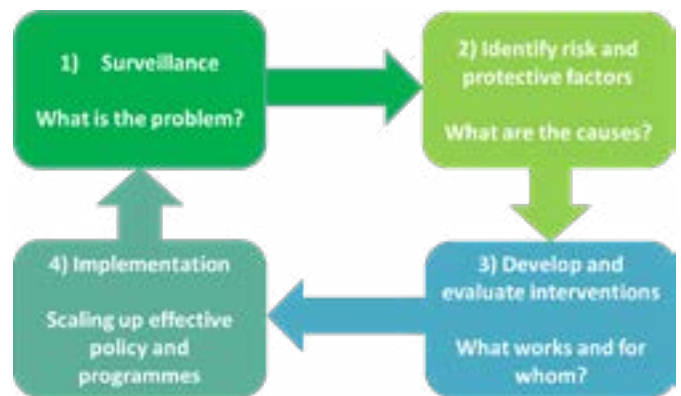 1) Surveillance
What is the problem?
2) Identify risk and
protective factors
What are the causes?
4) Implementation
Scaling up effective
policy and
programmes
3) Develop and
evaluate interventions
What works and for
whom?